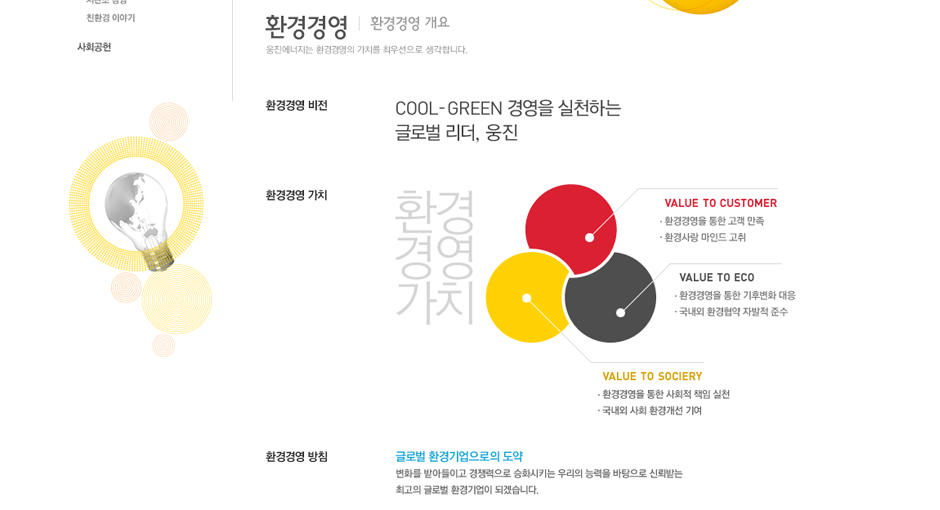 친환경 이야기
사회공헌
환경경영 | 환경경영 개요
웅진에너지는 환경경영의 가치를 최우선으로 생각합니다.
환경경영 비전
COOL-GREEN 경영을 실천하는
글로벌 리더, 웅진
환경경영 가치
환경
경영
가치
VALUE TO CUSTOMER
· 환경경영을 통한 고객 만족
· 환경사랑 마인드 고취
VALUE TO ECO
· 환경경영을 통한 기후변화 대응
· 국내외 환경협약 자발적 준수
VALUE TO SOCIERY
· 환경경영을 통한 사회적 책임 실천
· 국내외 사회 환경개선 기여
환경경영 방침
글로벌 환경기업으로의 도약
변화를 받아들이고 경쟁력으로 승화시키는 우리의 능력을 바탕으로 신뢰받는
최고의 글로벌 환경기업이 되겠습니다.